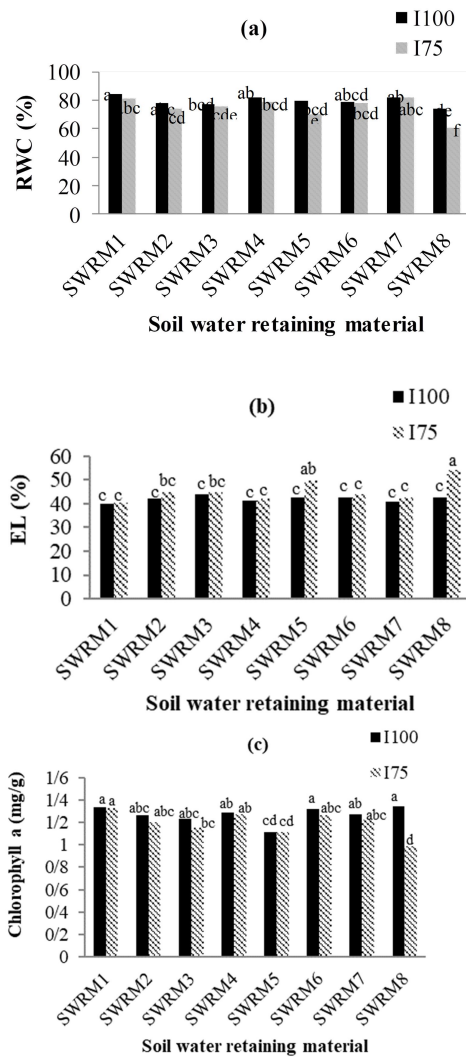 (a)
I100
I75
100
80
60
40
20
0
RWC (%)
a bc abc cd bcd cde ab bcd e abcd bcd ab abc de f
SWRM1 SWRM2 SWRM3 SWRM4 SWRM5 SWRM6 SWRM7 SWRM8
Soil water retaining material
(b)
I100
I75
60
50
40
30
20
10
0
EL (%)
c c c bc c bc c c c ab c c c c c a
SWRM1 SWRM2 SWRM3 SWRM4 SWRM5 SWRM6 SWRM7 SWRM8
Soil water retaining material
(c)
I100
I75
1/6
1/4
1/2
1
0/8
0/6
0/4
0/2
0
Chlorophyll a (mg/g)
a a abc abc abc bc ab ab cd cd a abc ab abc a d
SWRM1 SWRM2 SWRM3 SWRM4 SWRM5 SWRM6 SWRM7 SWRM8
Soil water retaining material